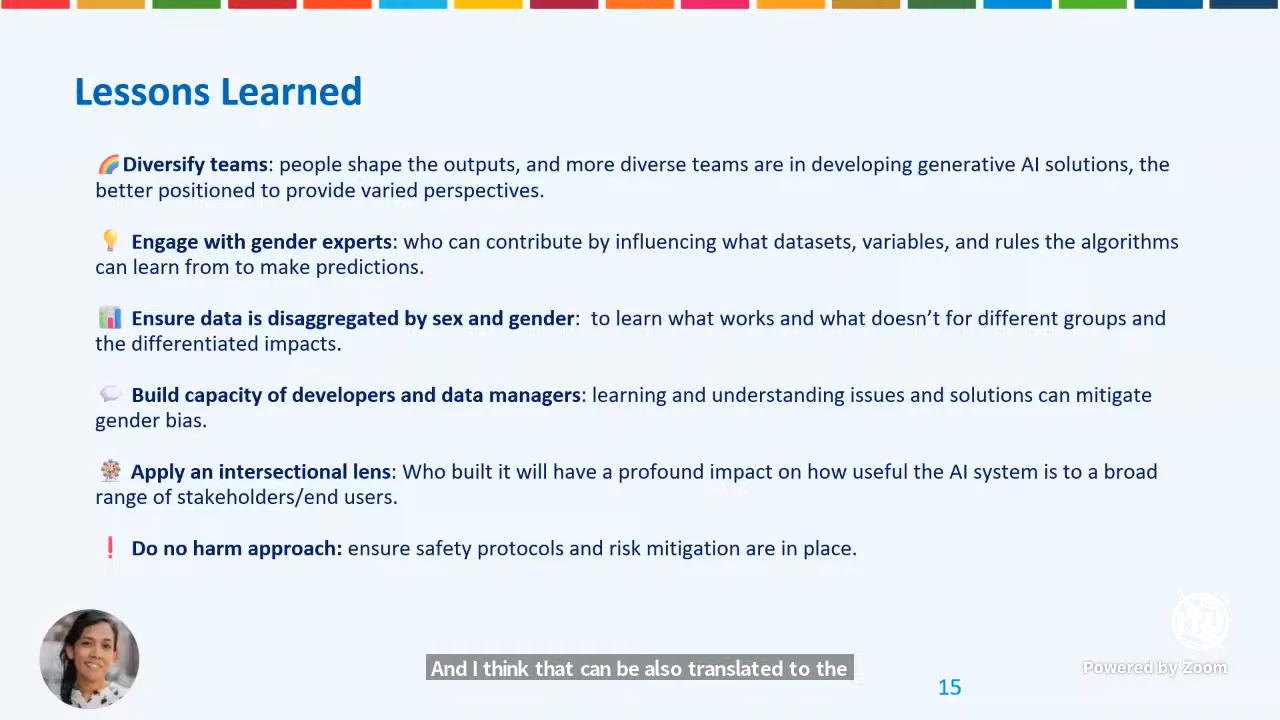 Lessons Learned
🌈Diversify teams: people shape the outputs, and more diverse teams are in developing generative AI solutions, the
better positioned to provide varied perspectives.
💡 Engage with gender experts: who can contribute by influencing what datasets, variables, and rules the algorithms
can learn from to make predictions.
📊 Ensure data is disaggregated by sex and gender:  to learn what works and what doesn’t for different groups and
the differentiated impacts.
💬 Build capacity of developers and data managers: learning and understanding issues and solutions can mitigate
gender bias.
Apply an intersectional lens: Who built it will have a profound impact on how useful the AI system is to a broad
range of stakeholders/end users.
❗ Do no harm approach: ensure safety protocols and risk mitigation are in place.
ITU
And I think that can be also translated to the
Powered by Zoom
15